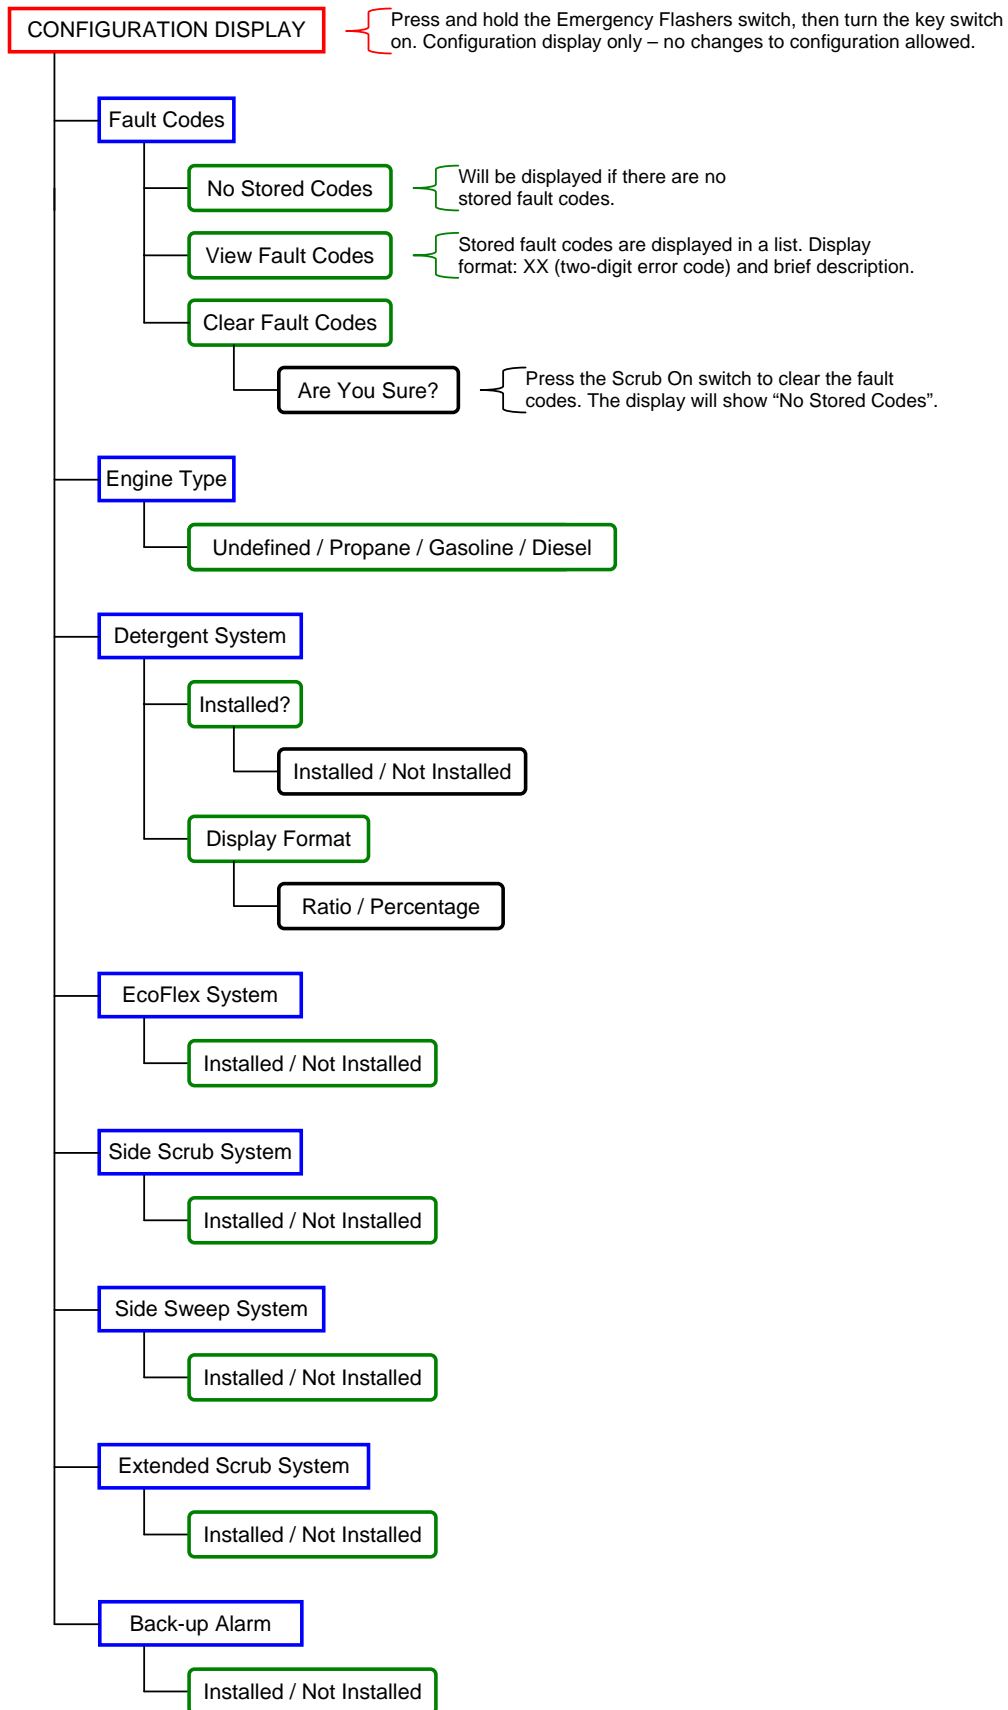 CONFIGURATION DISPLAY
Press and hold the Emergency Flashers switch, then turn the key switch
on. Configuration display only – no changes to configuration allowed.
Fault Codes
No Stored Codes
Will be displayed if there are no
stored fault codes.
View Fault Codes
Stored fault codes are displayed in a list. Display
format: XX (two-digit error code) and brief description.
Clear Fault Codes
Are You Sure?
Press the Scrub On switch to clear the fault
codes. The display will show “No Stored Codes”.
Engine Type
Undefined / Propane / Gasoline / Diesel
Detergent System
Installed?
Installed / Not Installed
Display Format
Ratio / Percentage
EcoFlex System
Installed / Not Installed
Side Scrub System
Installed / Not Installed
Side Sweep System
Installed / Not Installed
Extended Scrub System
Installed / Not Installed
Back-up Alarm
Installed / Not Installed